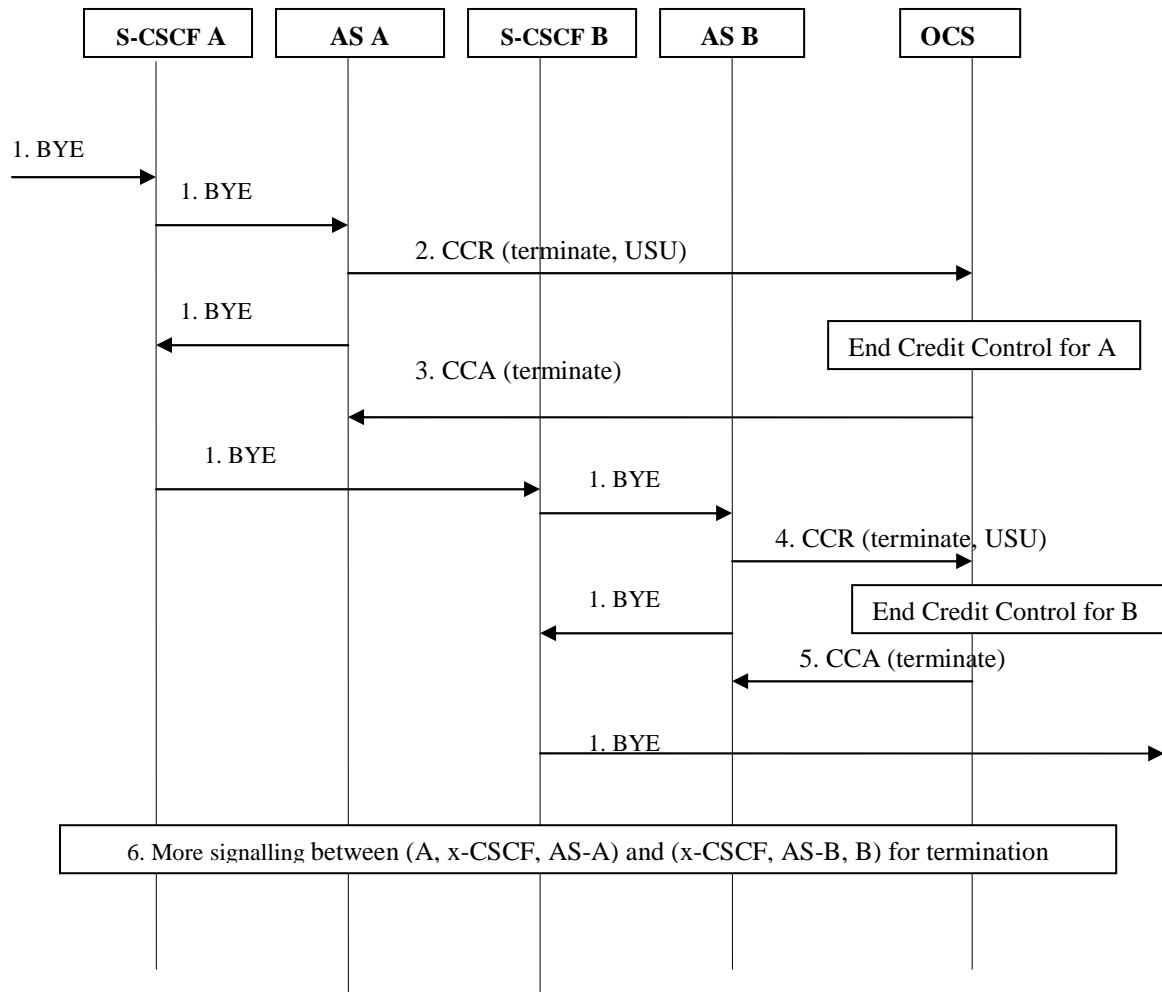 S-CSCF A
AS A
S-CSCF B
AS B
OCS
1. BYE
1. BYE
2. CCR (terminate, USU)
1. BYE
End Credit Control for A
3. CCA (terminate)
1. BYE
1. BYE
4. CCR (terminate, USU)
1. BYE
End Credit Control for B
5. CCA (terminate)
1. BYE
6. More signalling between (A, x-CSCF, AS-A) and (x-CSCF, AS-B, B) for termination